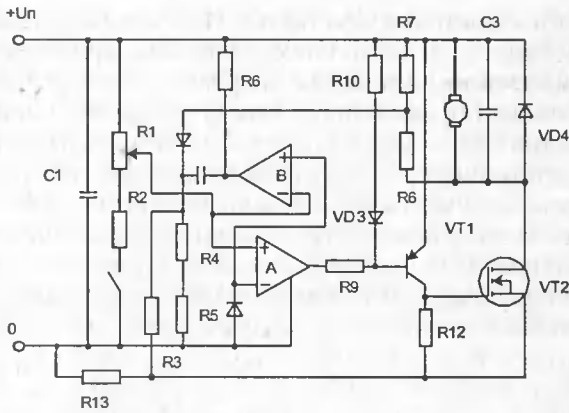 +Uп
R7
C3
R6
R10
R1
VD4
B
C1
R2
R6
VD3
VT1
R4
A
VT2
R9
R5
R12
0
R3
R13